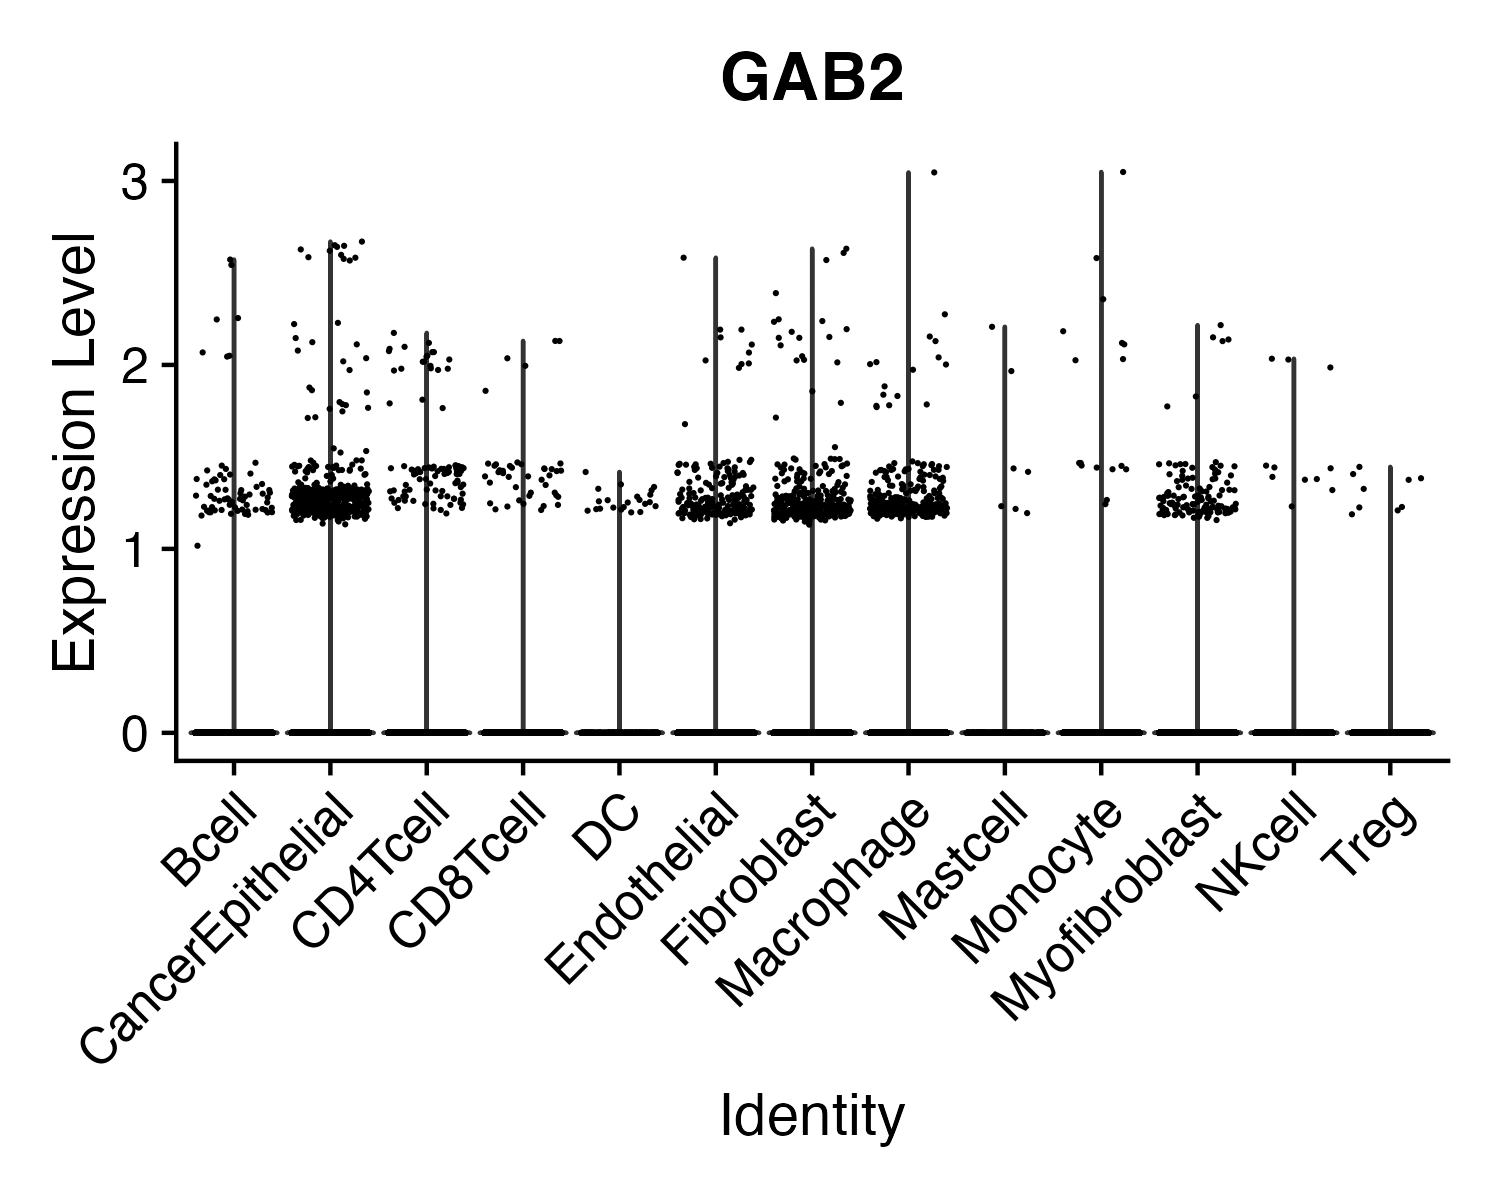 GAB2
Expression Level
3
2
1
0
Bcell
CancerEpithelial
CD4Tcell
CD8Tcell
DC
Endothelial
Fibroblast
Macrophage
Mastcell
Monocyte
Myofibroblast
NKcell
Treg
Identity